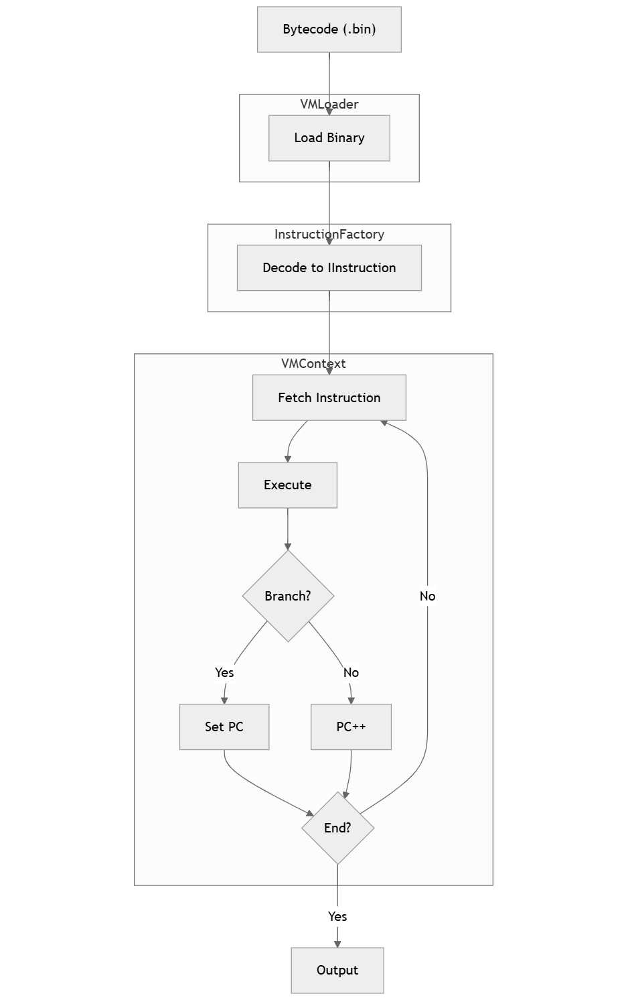 Bytecode (.bin)
VMLoader
Load Binary
InstructionFactory
Decode to IInstruction
VMContext
Fetch Instruction
Execute
Branch?
No
Yes
No
Set PC
PC++
End?
Yes
Output